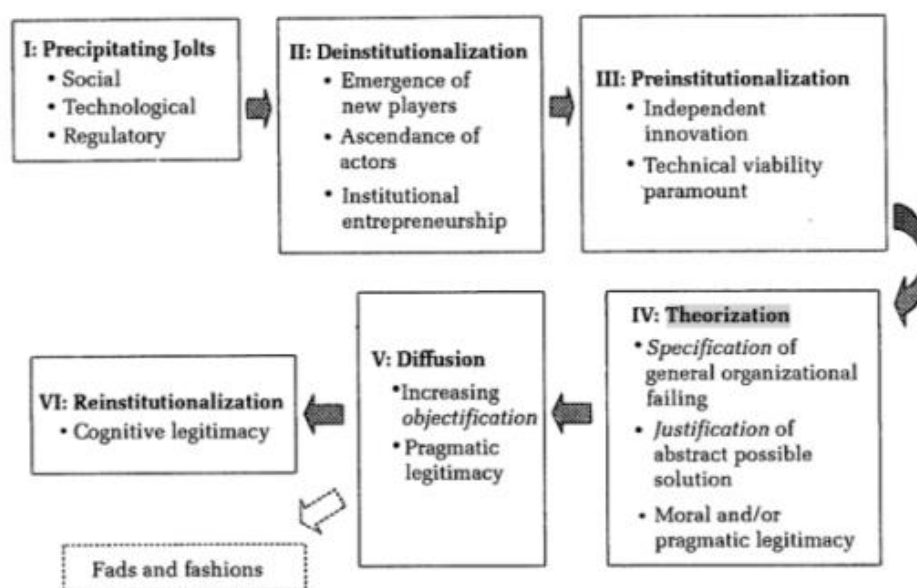 I: Precipitating Jolts
• Social
• Technological
• Regulatory
II: Deinstitutionalization
• Emergence of
new players
• Ascendance of
actors
• Institutional
entrepreneurship
III: Preinstitutionalization
• Independent
innovation
• Technical viability
paramount
IV: Theorization
• Specification of
general organizational
failing
• Justification of
abstract possible
solution
• Moral and/or
pragmatic legitimacy
V: Diffusion
•Increasing
objectification
• Pragmatic
legitimacy
VI: Reinstitutionalization
• Cognitive legitimacy
Fads and fashions